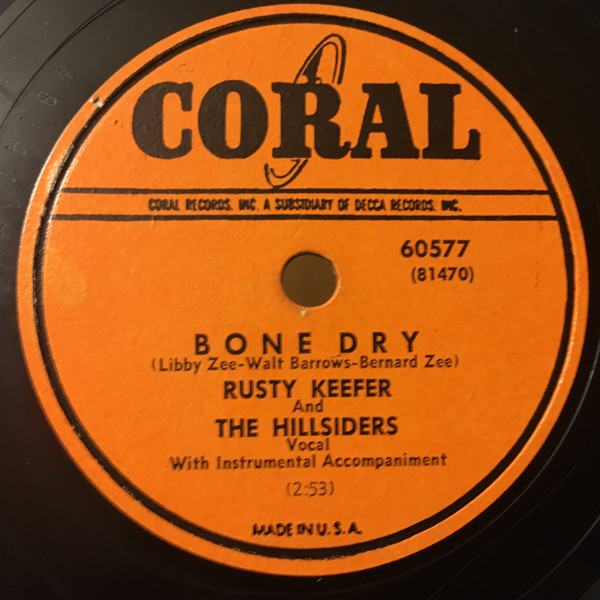 CORAL
CORAL RECORDS, INC. A SUBSIDIARY OF DECCA RECORDS, INC.
60577
(81470)
BONE DRY
(Libby Zee-Walt Barrows-Bernard Zee)
RUSTY KEEFER
And
THE HILLSIDERS
Vocal
With Instrumental Accompaniment
(2:53)
MADE IN U.S.A.